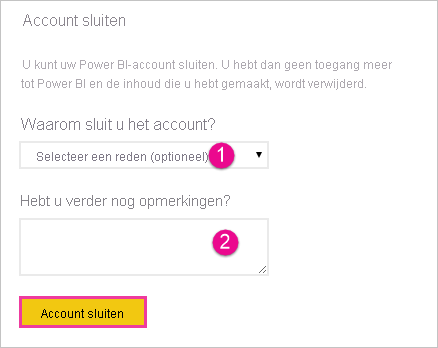 Account sluiten
U kunt uw Power BI-account sluiten. U hebt dan geen toegang meer
tot Power BI en de inhoud die u hebt gemaakt, wordt verwijderd.
Waarom sluit u het account?
Selecteer een reden (optioneel) 1
Hebt u verder nog opmerkingen?
2
Account sluiten